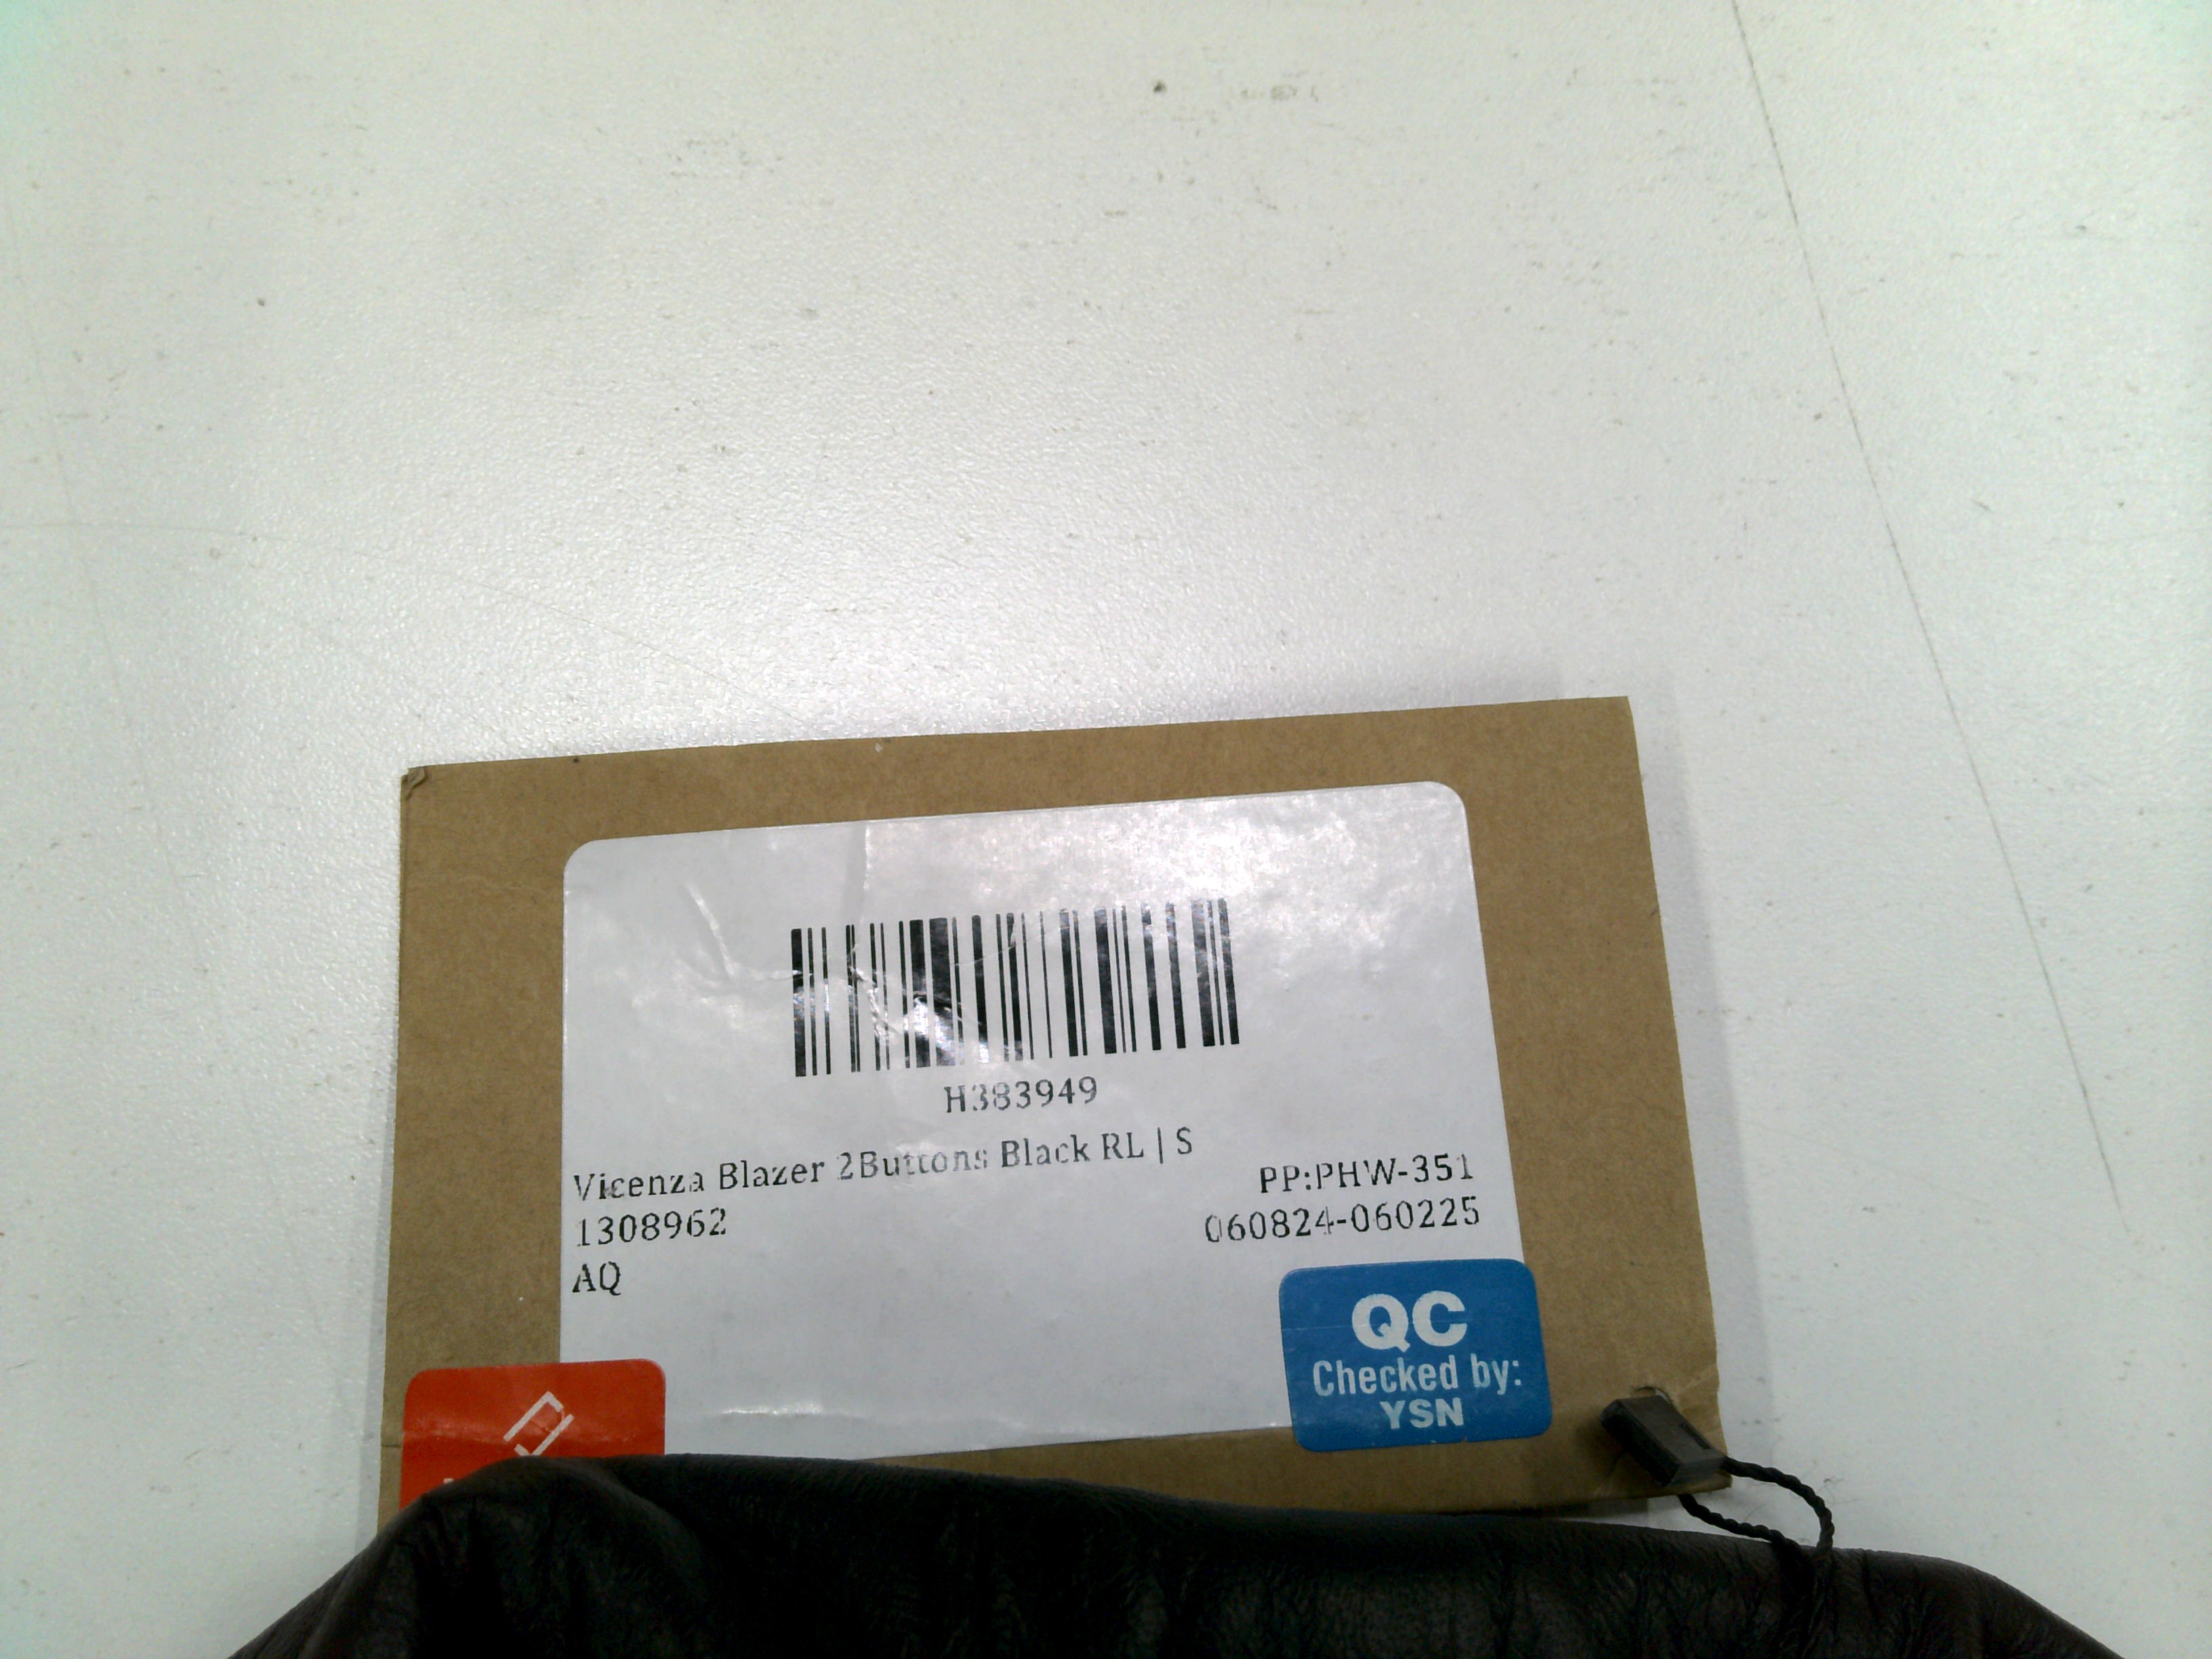 H383949
Vicenza Blazer 2Buttons Black RL | S
PP:PHW-351
1308962
060824-060225
AQ
QC
Checked by:
YSN